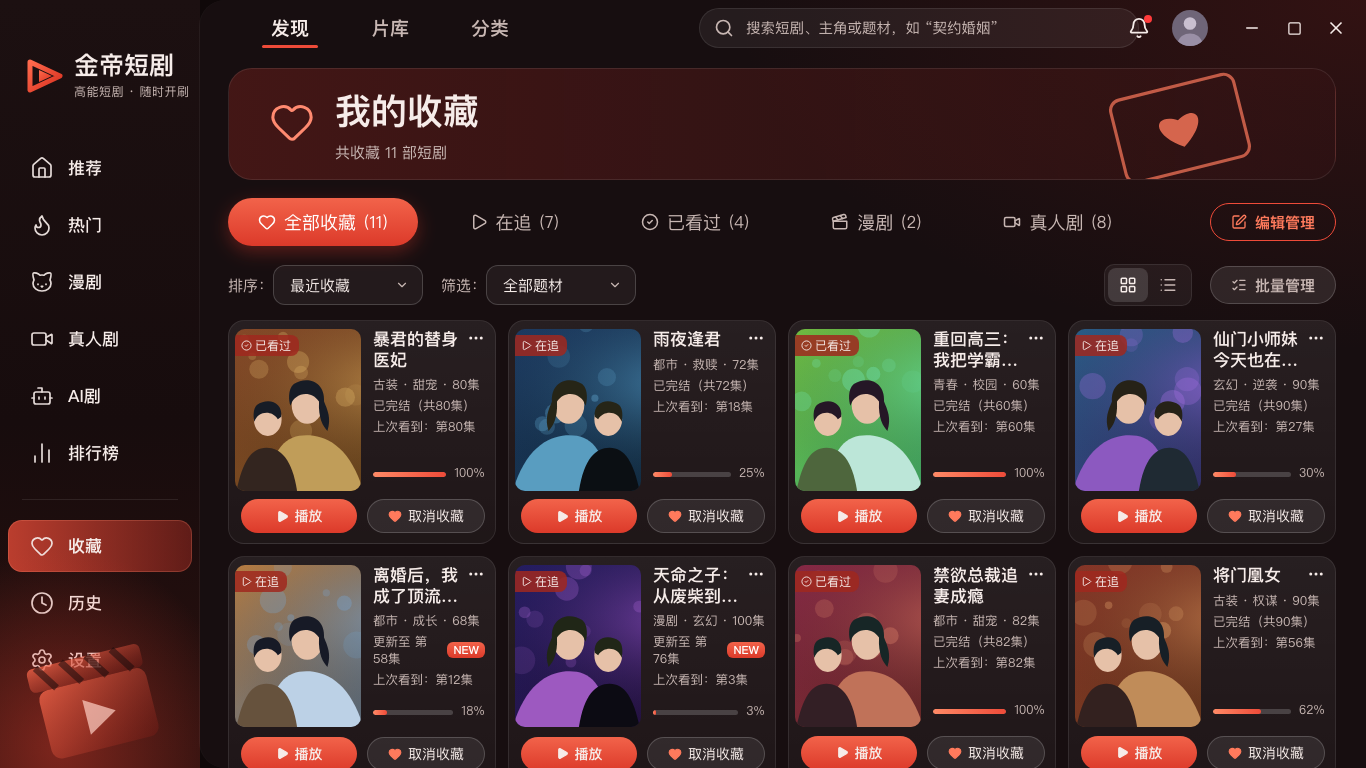 金帝短剧
高能短剧 · 随时开刷
推荐
热门
漫剧
真人剧
AI剧
排行榜
收藏
历史
设置
发现
片库
分类
搜索短剧、主角或题材，如 “契约婚姻”
我的收藏
共收藏 11 部短剧
全部收藏 (11)
在追 (7)
已看过 (4)
漫剧 (2)
真人剧 (8)
编辑管理
排序:
最近收藏
筛选:
全部题材
批量管理
已看过
暴君的替身
医妃
古装 · 甜宠 · 80集
已完结（共80集）
上次看到: 第80集
100%
播放
取消收藏
在追
雨夜逢君
都市 · 救赎 · 72集
已完结（共72集）
上次看到: 第18集
25%
播放
取消收藏
已看过
重回高三：
我把学霸...
青春 · 校园 · 60集
已完结（共60集）
上次看到: 第60集
100%
播放
取消收藏
在追
仙门小师妹
今天也在...
玄幻 · 逆袭 · 90集
已完结（共90集）
上次看到: 第27集
30%
播放
取消收藏
在追
离婚后，我
成了顶流...
都市 · 成长 · 68集
更新至 第
58集
NEW
上次看到: 第12集
18%
播放
取消收藏
在追
天命之子：
从废柴到...
漫剧 · 玄幻 · 100集
更新至 第
76集
NEW
上次看到: 第3集
3%
播放
取消收藏
已看过
禁欲总裁追
妻成瘾
都市 · 甜宠 · 82集
已完结（共82集）
上次看到: 第82集
100%
播放
取消收藏
在追
将门凰女
古装 · 权谋 · 90集
已完结（共90集）
上次看到: 第56集
62%
播放
取消收藏